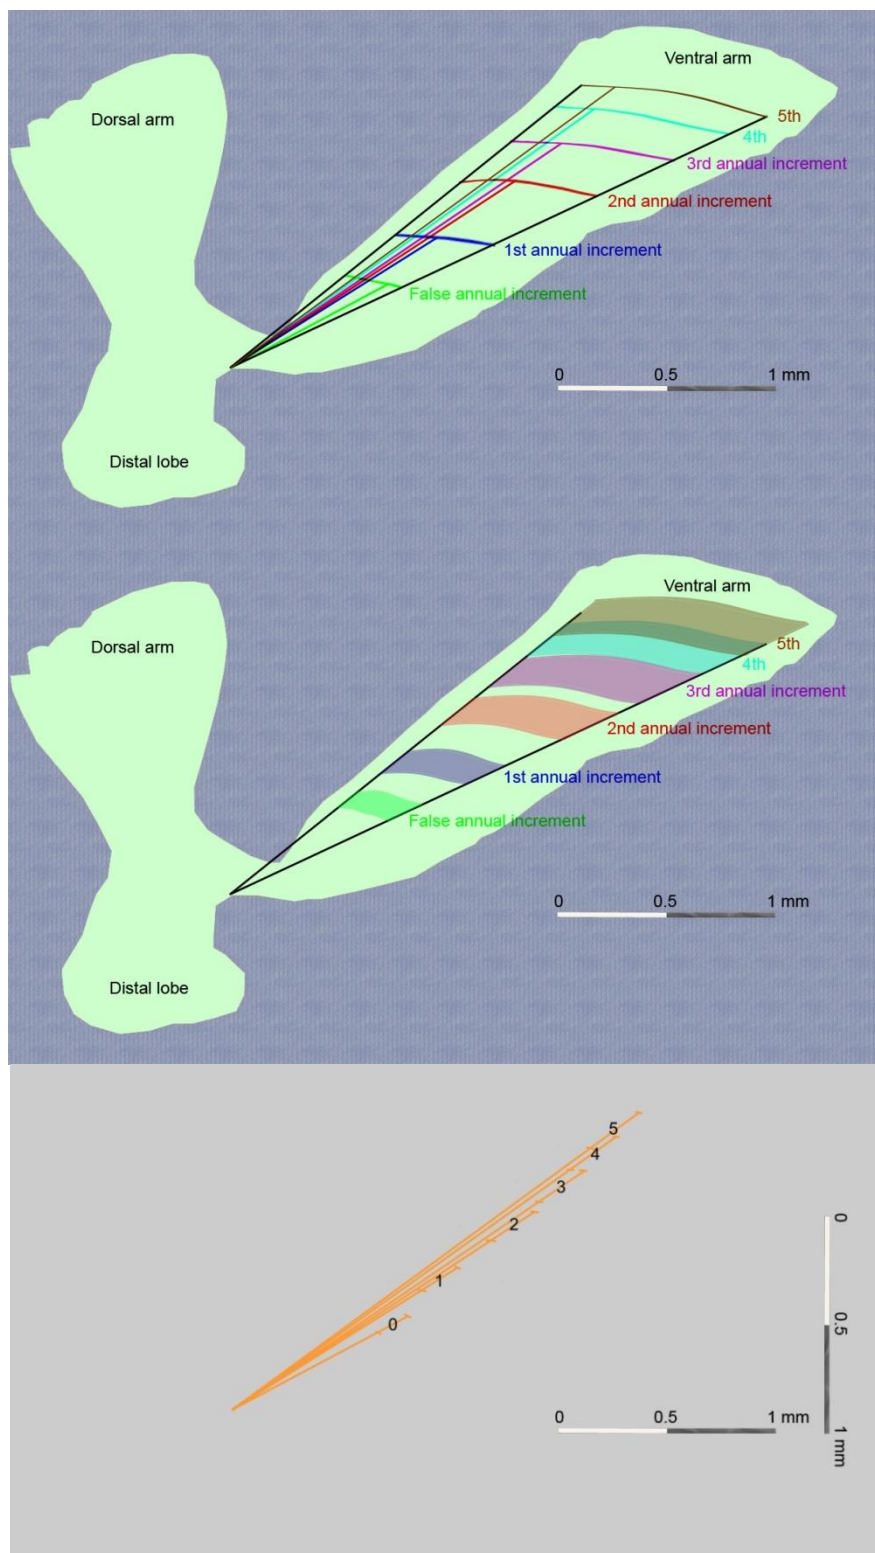 Ventral arm
Dorsal arm
5th
4th
3rd annual increment
2nd annual increment
1st annual increment
False annual increment
0 0.5 1 mm
Distal lobe
Ventral arm
Dorsal arm
5th
4th
3rd annual increment
2nd annual increment
1st annual increment
False annual increment
0 0.5 1 mm
Distal lobe
5
4
3
2
1
0
0 0.5 1 mm
0 0.5 1 mm